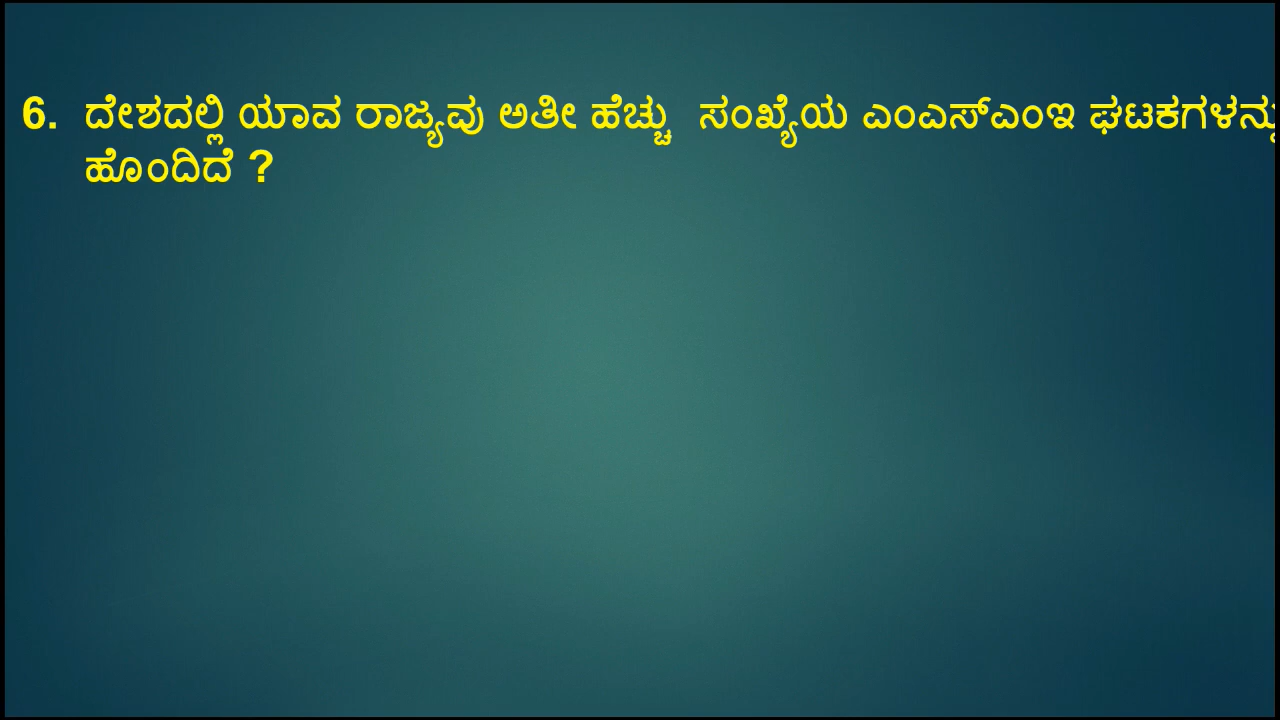 6. ದೇಶದಲ್ಲಿ ಯಾವ ರಾಜ್ಯವು ಅತೀ ಹೆಚ್ಚು ಸಂಖ್ಯೆಯ ಎಂಎಸ್ಎಂಇ ಘಟಕಗಳನ್ನು
ಹೊಂದಿದೆ ?